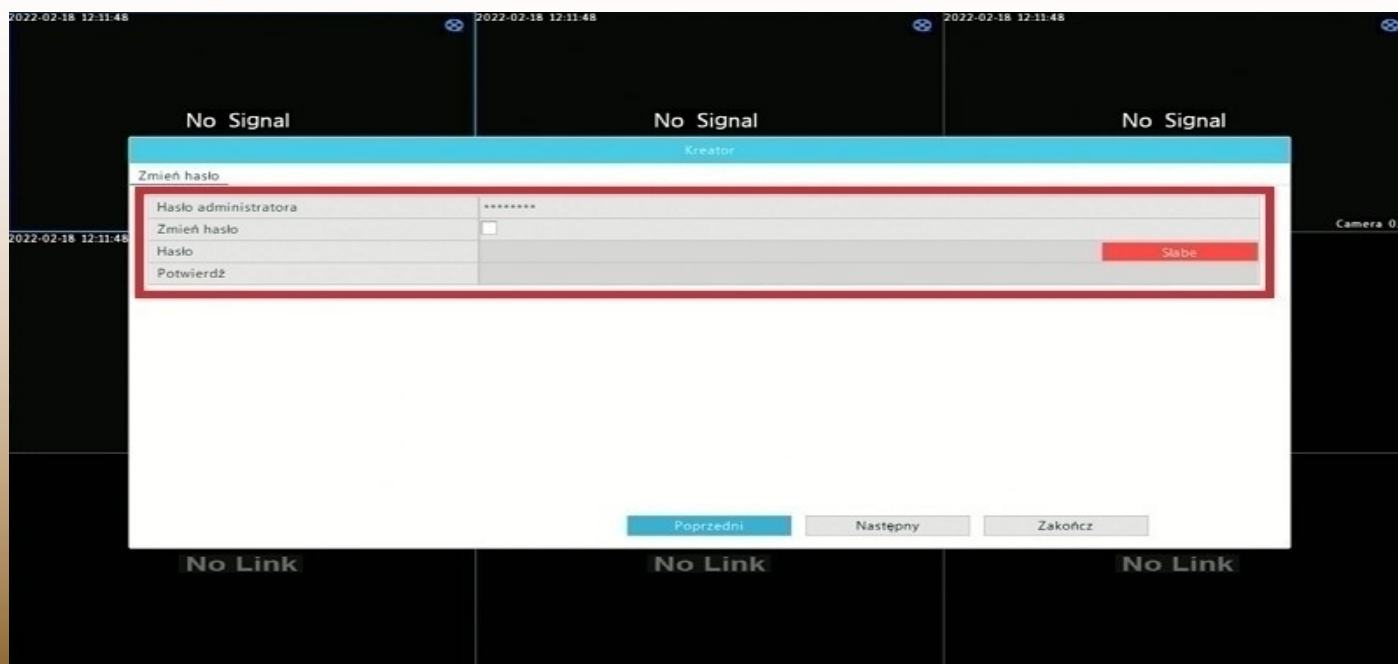 2022-02-18 12:11:48 2022-02-18 12:11:48 2022-02-18 12:11:48
No Signal No Signal No Signal
Kreator
Zmień hasło
Hasło administratora ********
Zmień hasło
Camera 0
2022-02-18 12:11:48
Hasło Słabe
Potwierdź
Poprzedni Następny Zakończ
No Link No Link No Link